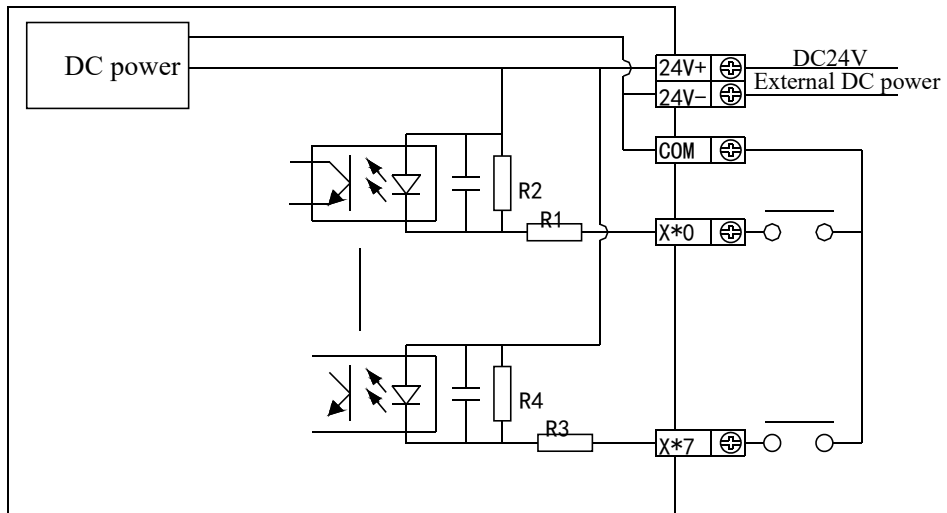 DC power
24V+
DC24V
24V-
External DC power
COM
R2
R1
X*0
R4
R3
X*7